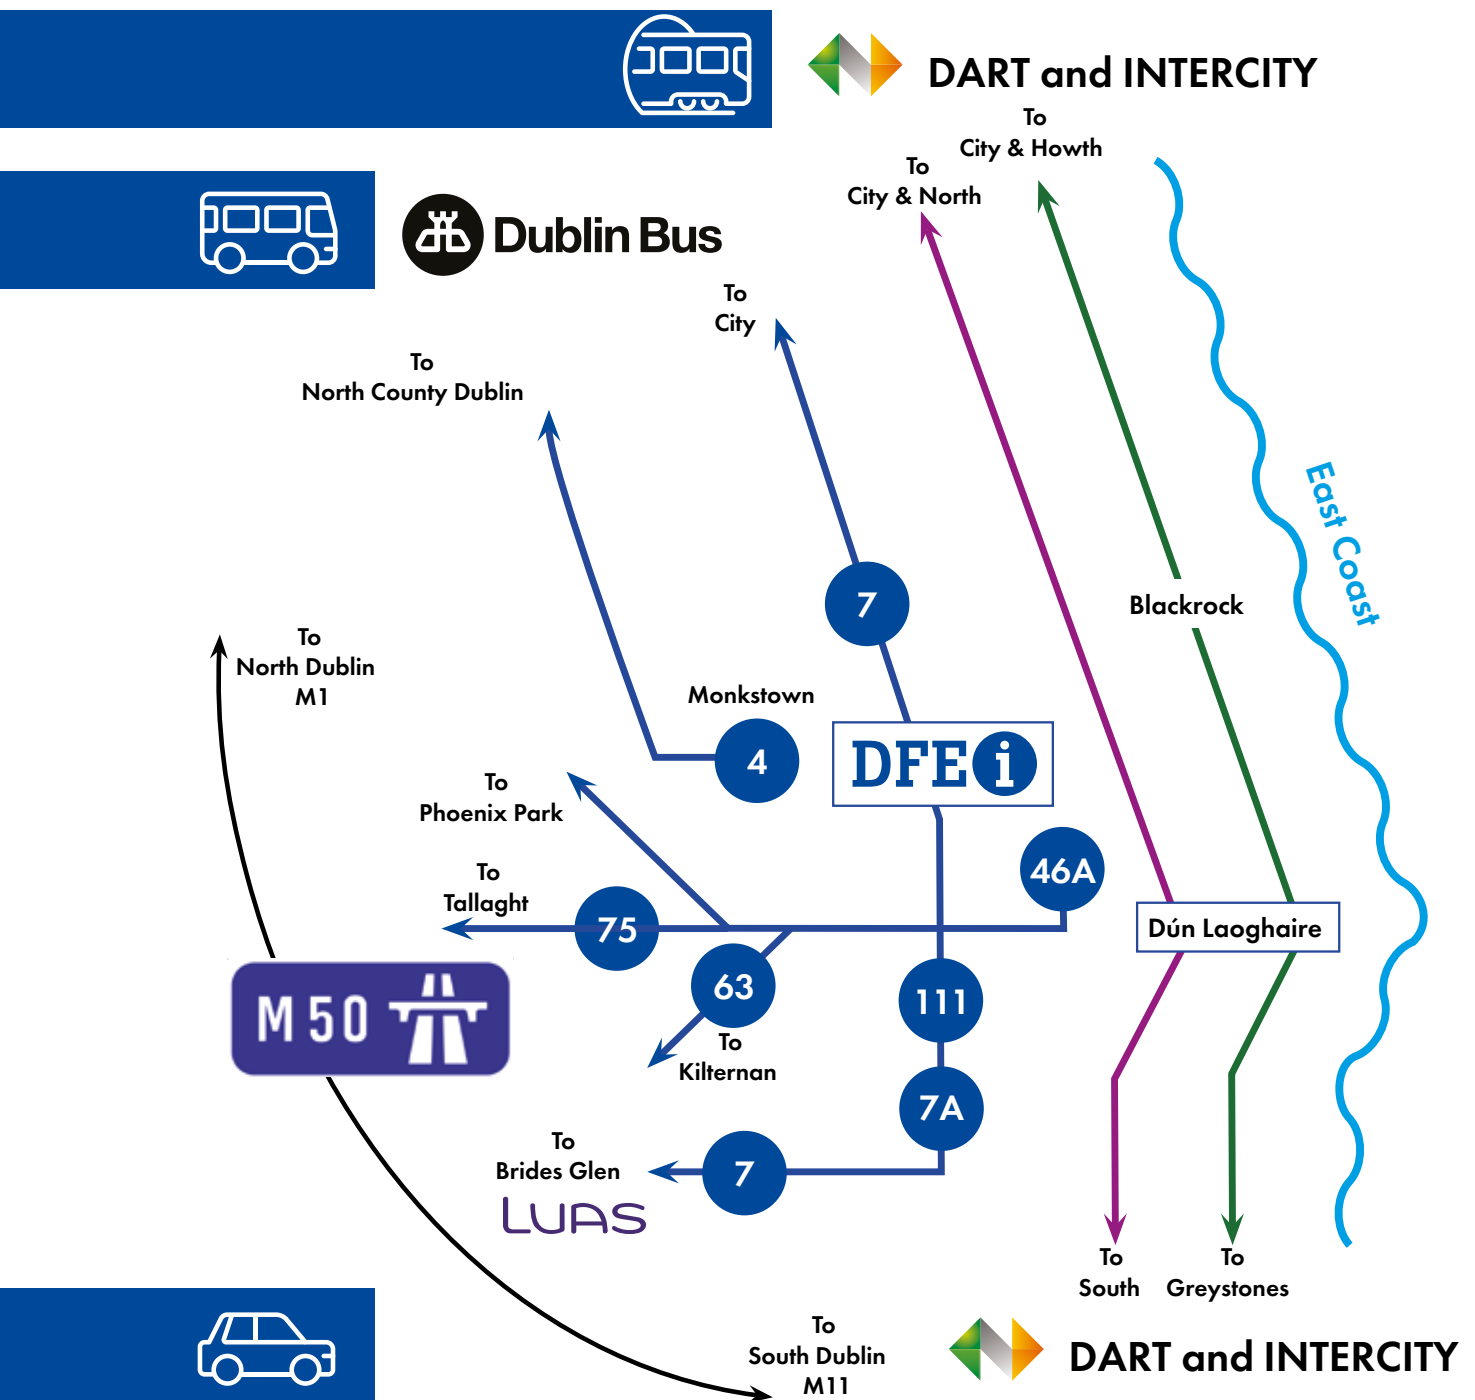 DART and INTERCITY
To
City & Howth
To
City & North
Dublin Bus
To
City
To
North County Dublin
East Coast
7
Blackrock
To
North Dublin
M1
Monkstown
4
DFEi
To
Phoenix Park
46A
To
Tallaght
75
Dún Laoghaire
63
111
M50
To
Kilternan
7A
To
Brides Glen
7
LUAS
To
South
To
Greystones
To
South Dublin
M11
DART and INTERCITY